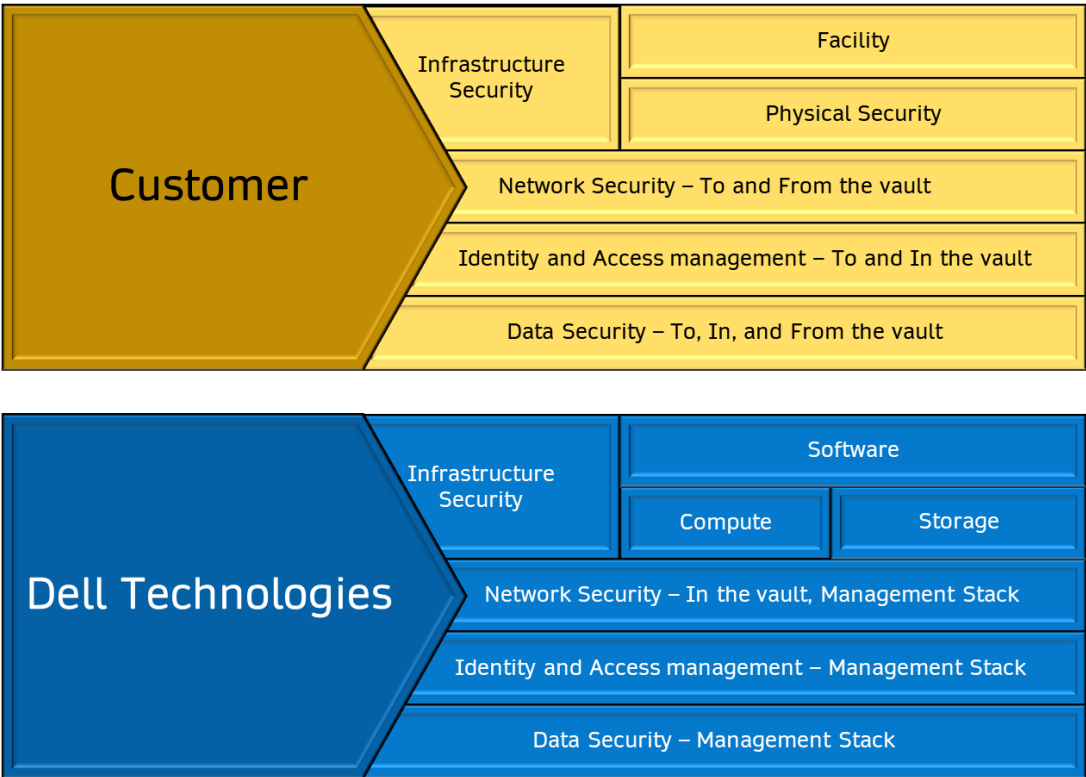 Customer
Infrastructure
Security
Facility
Physical Security
Network Security – To and From the vault
Identity and Access management – To and In the vault
Data Security – To, In, and From the vault
Dell Technologies
Infrastructure
Security
Software
Compute
Storage
Network Security – In the vault, Management Stack
Identity and Access management – Management Stack
Data Security – Management Stack